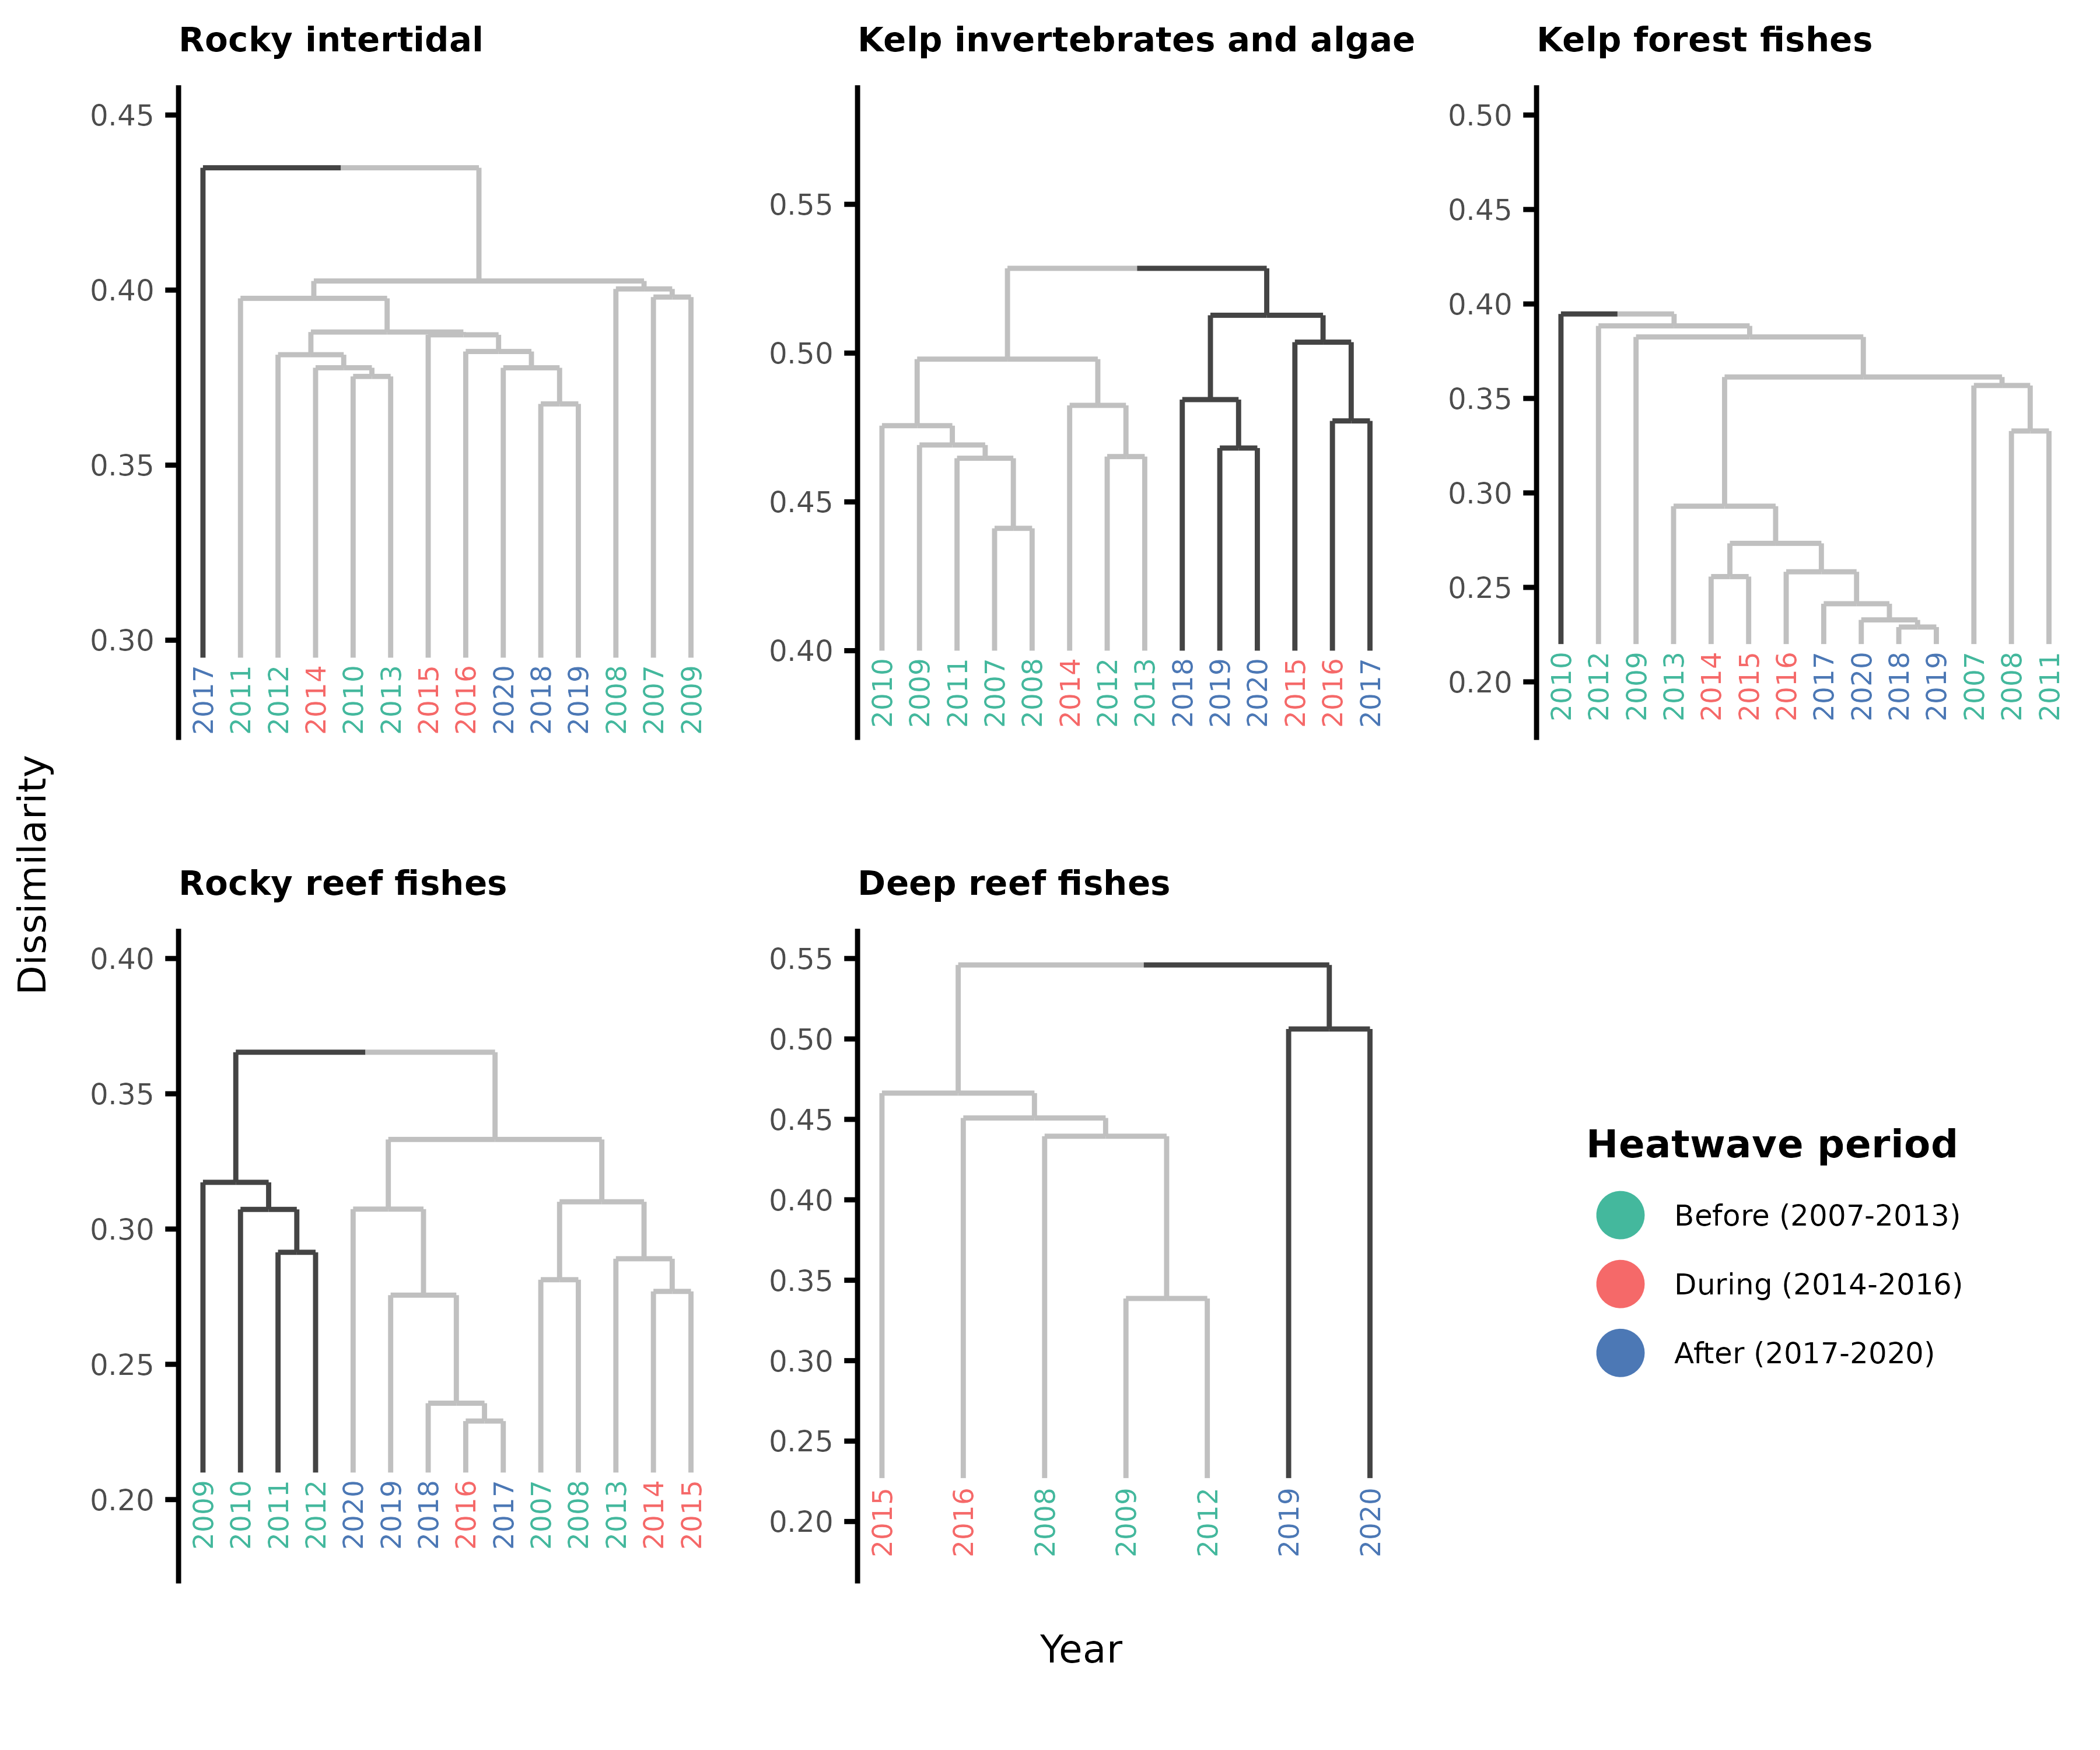 Rocky intertidal
0.45
0.40
0.35
0.30
2017 2011 2012 2014 2010 2013 2015 2016 2020 2018 2019 2008 2007 2009
Kelp invertebrates and algae
0.55
0.50
0.45
0.40
2010 2009 2011 2007 2008 2014 2012 2013 2018 2019 2020 2015 2016 2017
Kelp forest fishes
0.50
0.45
0.40
0.35
0.30
0.25
0.20
2010 2012 2009 2013 2014 2015 2016 2017 2020 2018 2019 2007 2008 2011
Dissimilarity
Rocky reef fishes
0.40
0.35
0.30
0.25
0.20
2009 2010 2011 2012 2020 2019 2018 2016 2017 2007 2008 2013 2014 2015
Deep reef fishes
0.55
0.50
0.45
0.40
0.35
0.30
0.25
0.20
2015 2016 2008 2009 2012 2019 2020
Heatwave period
Before (2007-2013)
During (2014-2016)
After (2017-2020)
Year